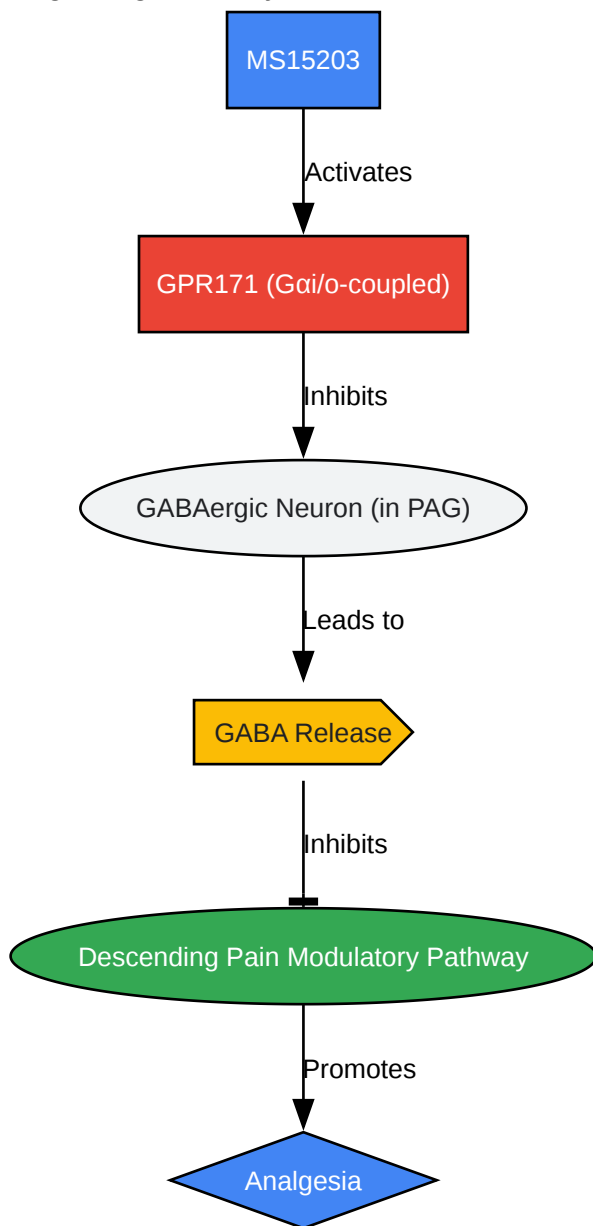 MS15203
Activates
GPR171 (Gαi/o-coupled)
Inhibits
GABAergic Neuron (in PAG)
Leads to
GABA Release
Inhibits
Descending Pain Modulatory Pathway
Promotes
Analgesia